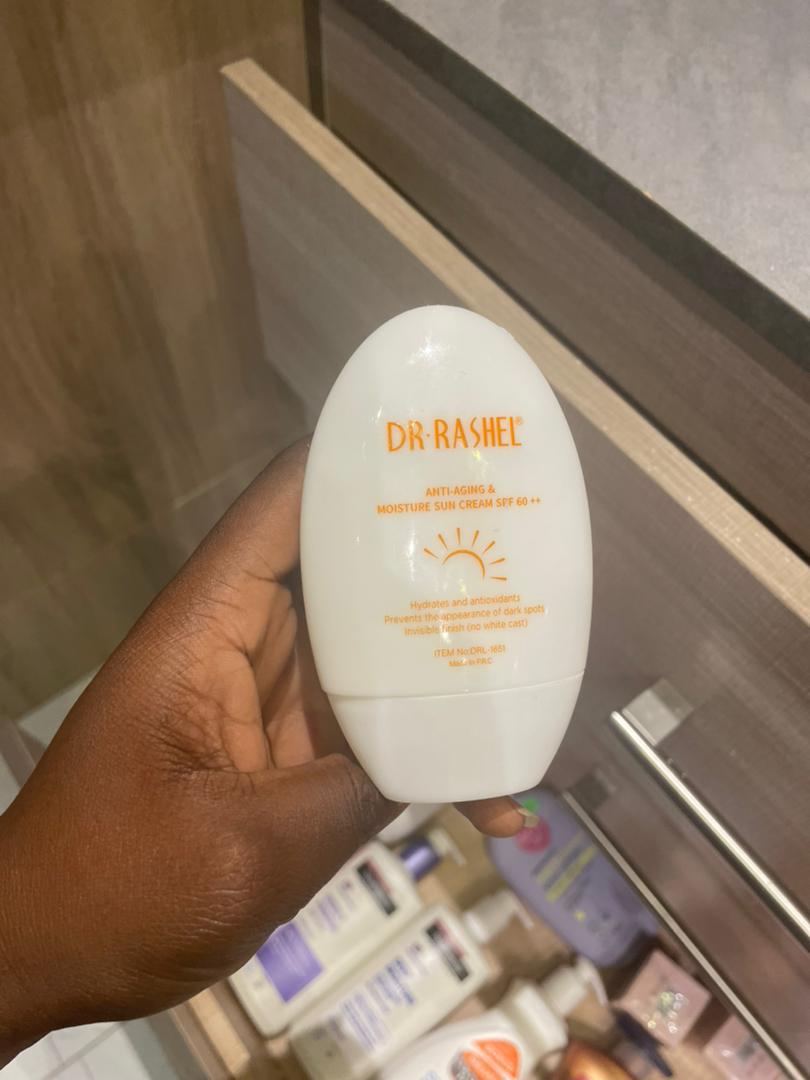 DR·RASHEL®
ANTI-AGING &
MOISTURE SUN CREAM SPF 60 ++
Hydrates and antioxidants
Prevents the appearance of dark spots
Invisible finish (no white cast)
ITEM No:DRL-1651
Made in P.R.C